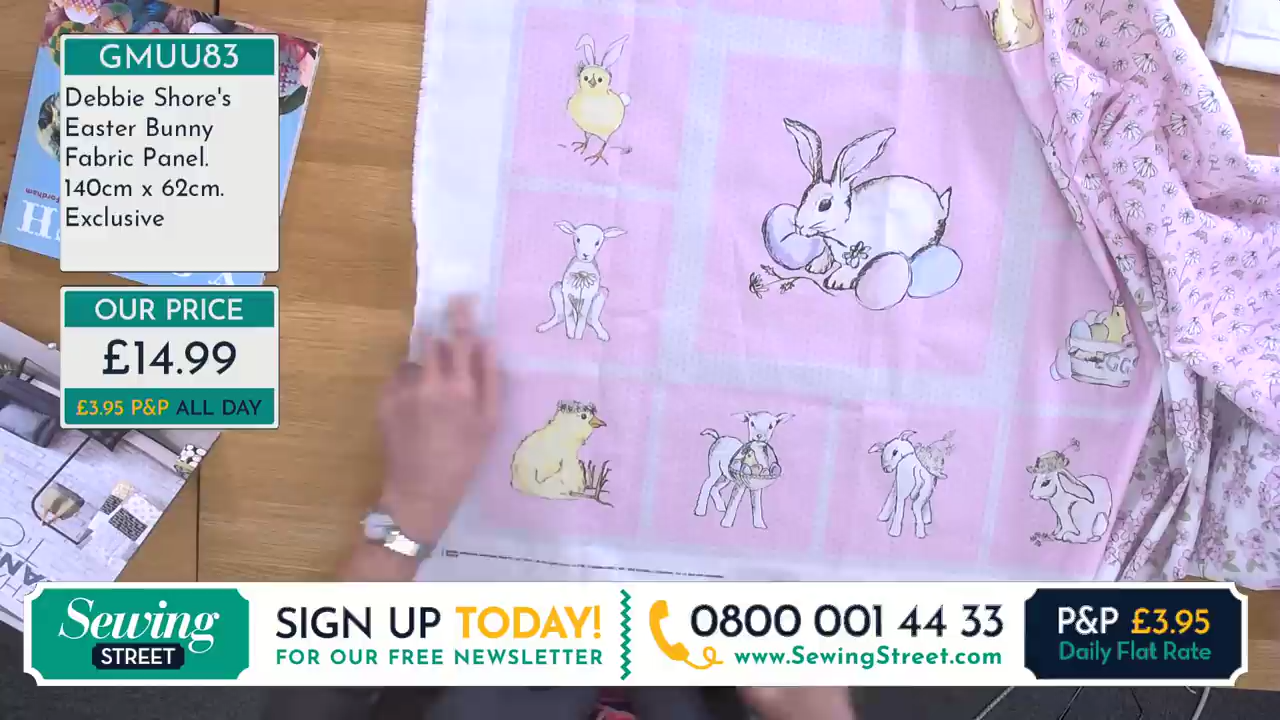 GMUU83
Debbie Shore's
Easter Bunny
Fabric Panel.
140cm x 62cm.
Exclusive
OUR PRICE
£14.99
£3.95 P&P ALL DAY
Fordham
EGG
Sewing
STREET
SIGN UP TODAY!
FOR OUR FREE NEWSLETTER
0800 001 44 33
www.SewingStreet.com
P&P £3.95
Daily Flat Rate